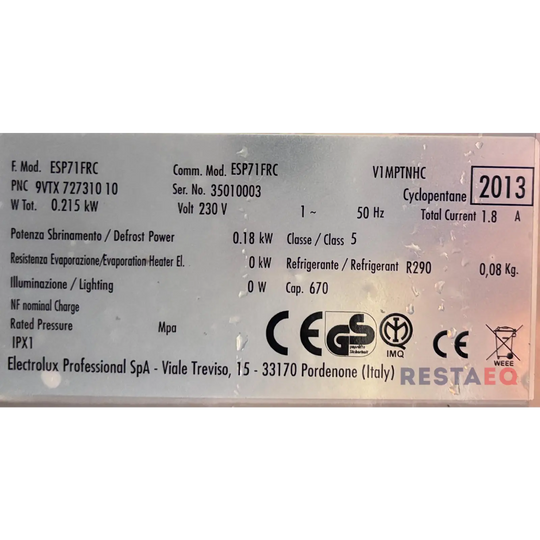 F. Mod. ESP71FRC Comm. Mod. ESP71FRC V1MPTNHC
PNC 9VTX 727310 10 Ser. No. 35010003 Cyclopentane 2013
W Tot. 0.215 kW Volt 230 V 1 ~ 50 Hz Total Current 1.8 A
Potenza Sbrinamento / Defrost Power 0.18 kW Classe / Class 5
Resistenza Evaporazione/Evaporation Heater El. 0 kW Refrigerante / Refrigerant R290 0,08 Kg.
Illuminazione / Lighting 0 W Cap. 670
NF nominal Charge
Rated Pressure Mpa
IPX1
CE GS IMQ CE WEEE
Electrolux Professional SpA - Viale Treviso, 15 - 33170 Pordenone (Italy)
RESTAEQ